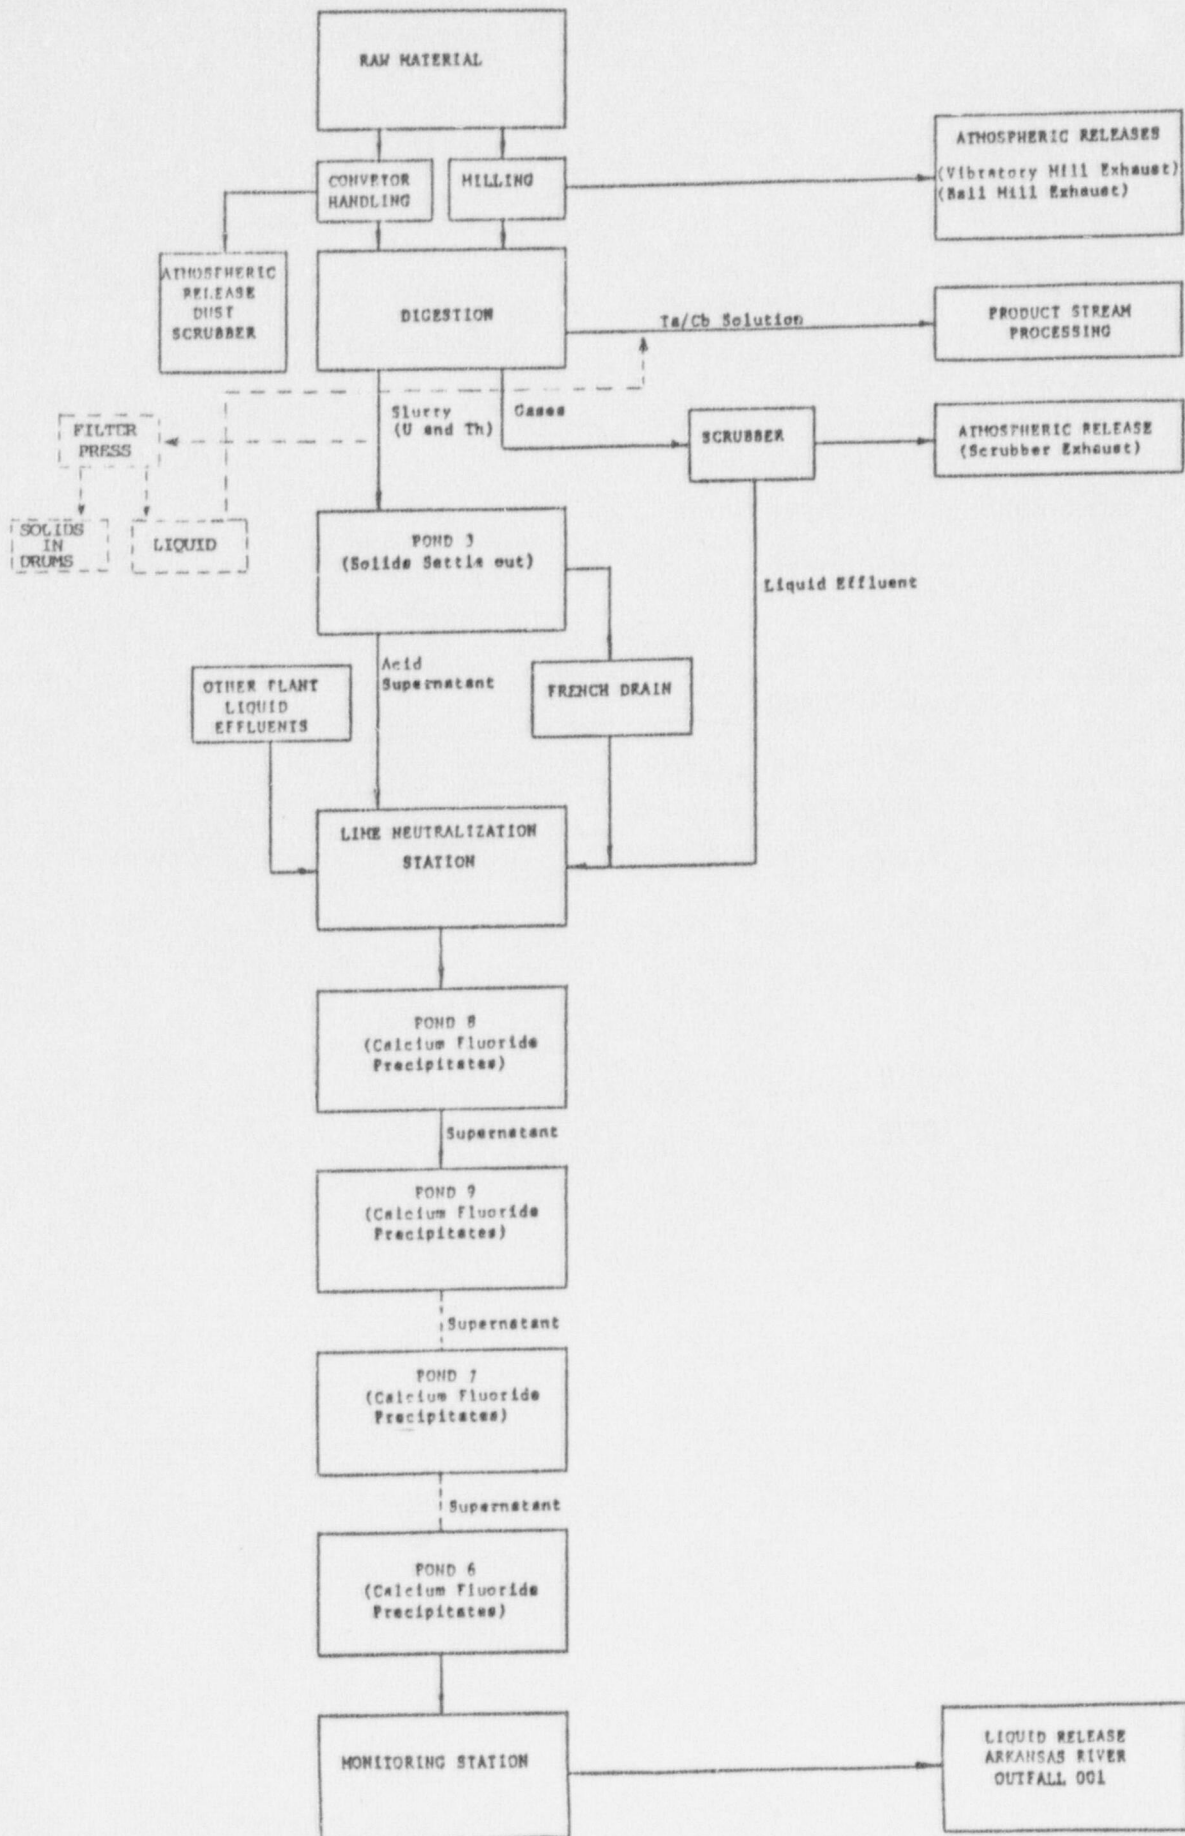 RAW MATERIAL
CONVEYOR
HANDLING
MILLING
ATMOSPHERIC RELEASES
(Vibratory Mill Exhaust)
(Ball Mill Exhaust)
ATMOSPHERIC
RELEASE
DUST
SCRUBBER
DIGESTION
Ta/Cb Solution
PRODUCT STREAM
PROCESSING
Slurry
(U and Th)
Gases
FILTER
PRESS
SCRUBBER
ATMOSPHERIC RELEASE
(Scrubber Exhaust)
SOLIDS
IN
DRUMS
LIQUID
POND 3
(Solids Settle out)
Liquid Effluent
Acid
Supernatant
OTHER PLANT
LIQUID
EFFLUENTS
FRENCH DRAIN
LIME NEUTRALIZATION
STATION
POND 8
(Calcium Fluoride
Precipitates)
Supernatant
POND 9
(Calcium Fluoride
Precipitates)
Supernatant
POND 7
(Calcium Fluoride
Precipitates)
Supernatant
POND 6
(Calcium Fluoride
Precipitates)
MONITORING STATION
LIQUID RELEASE
ARKANSAS RIVER
OUTFALL 001